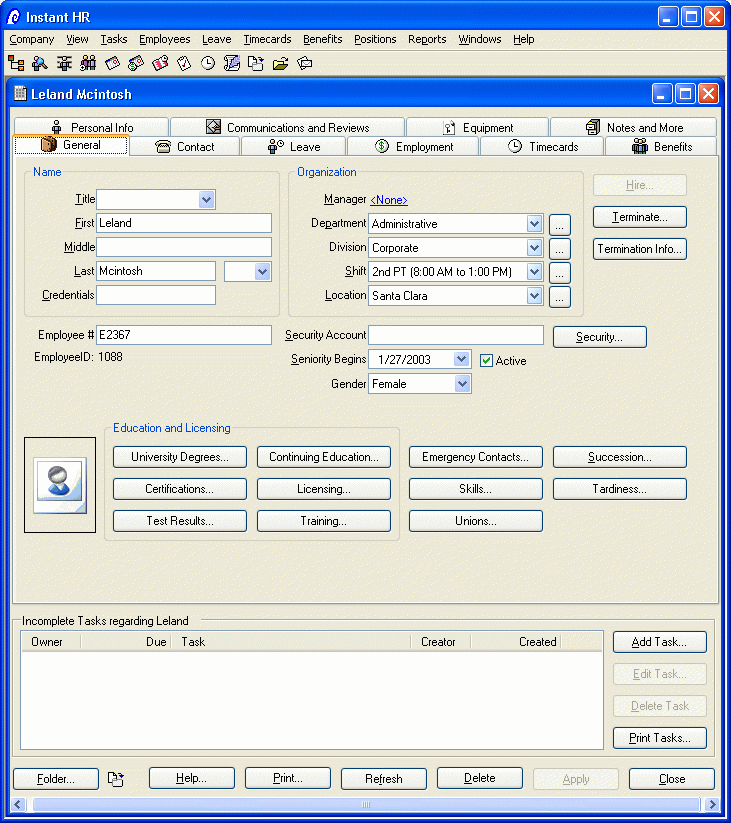 Instant HR
Company View Tasks Employees Leave Timecards Benefits Positions Reports Windows Help
Leland Mcintosh
Personal Info Communications and Reviews Equipment Notes and More
General Contact Leave Employment Timecards Benefits
Name
Title
First Leland
Middle
Last Mcintosh
Credentials
Organization
Manager <None>
Department Administrative ...
Division Corporate ...
Shift 2nd PT (8:00 AM to 1:00 PM) ...
Location Santa Clara ...
Hire...
Terminate...
Termination Info...
Employee # E2367
EmployeeID: 1088
Security Account Security...
Seniority Begins 1/27/2003 Active
Gender Female
Education and Licensing
University Degrees... Continuing Education... Emergency Contacts... Succession...
Certifications... Licensing... Skills... Tardiness...
Test Results... Training... Unions...
Incomplete Tasks regarding Leland
Owner Due Task Creator Created
Add Task...
Edit Task...
Delete Task
Print Tasks...
Folder... Help... Print... Refresh Delete Apply Close